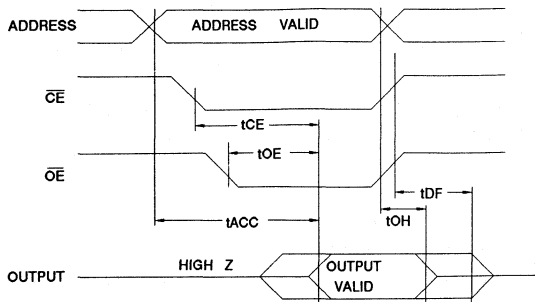 ADDRESS
ADDRESS VALID
CE
tCE
tOE
OE
tDF
tACC
tOH
HIGH Z
OUTPUT
OUTPUT
VALID